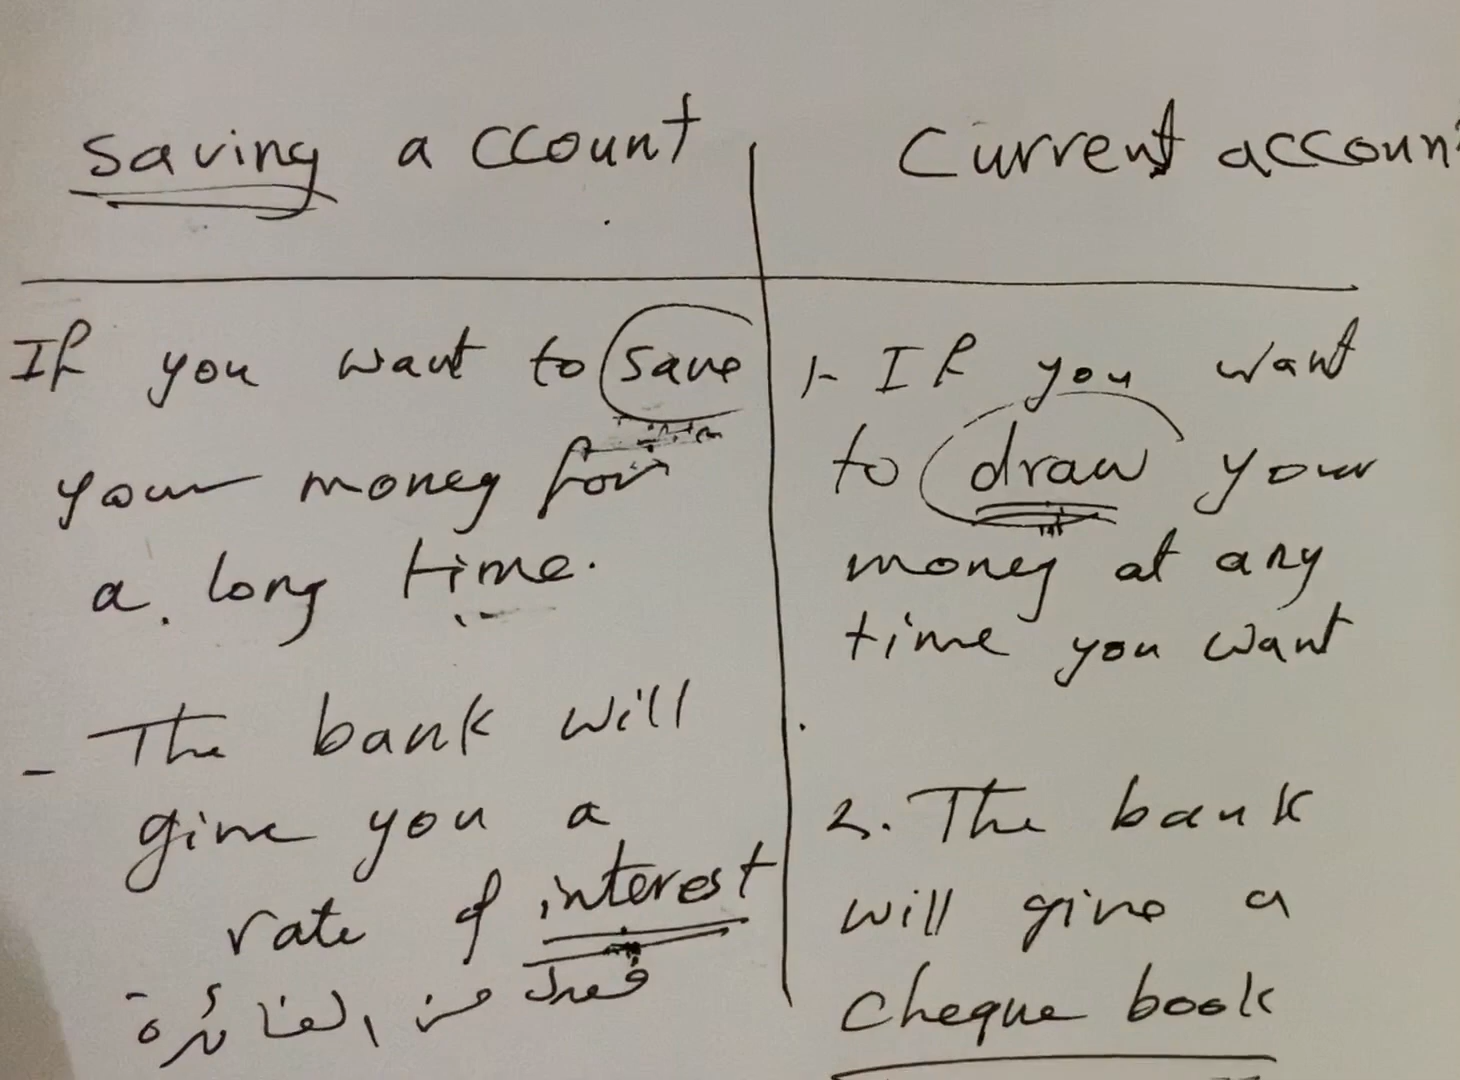 saving account
If you want to save
your money for
a long time.
- The bank will
give you a
rate of interest
من الفائدة
Current accoun
1- If you want
to draw your
money at any
time you want
2. The bank
will give a
cheque book